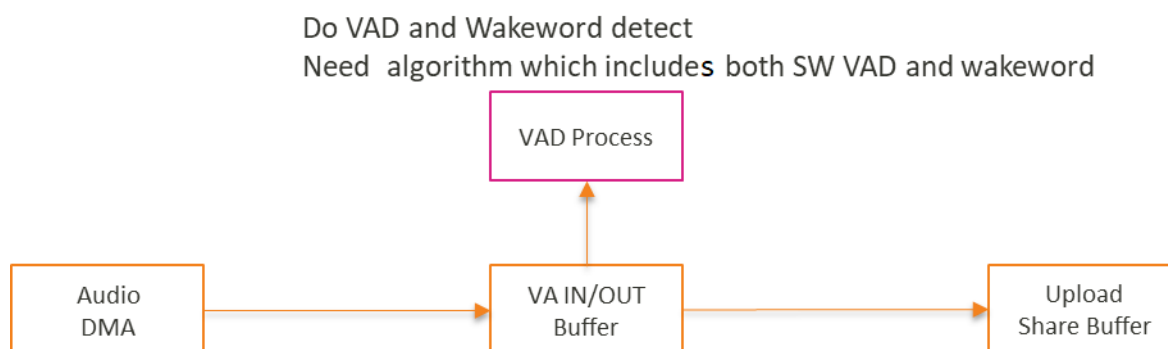 Do VAD and Wakeword detect
Need algorithm which includes both SW VAD and wakeword
VAD Process
Audio
DMA
VA IN/OUT
Buffer
Upload
Share Buffer